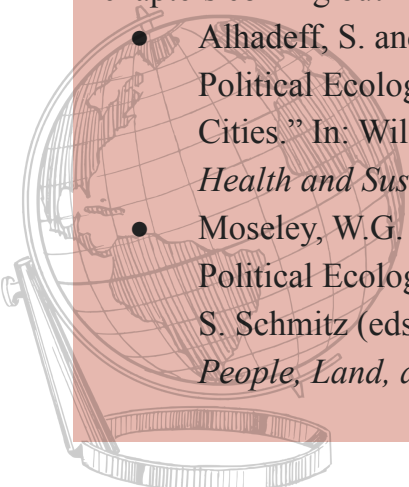 ● Alhadeff, S. and
Political Ecolog
Cities.” In: Wil
Health and Sus
● Moseley, W.G.
Political Ecolog
S. Schmitz (eds
People, Land, a